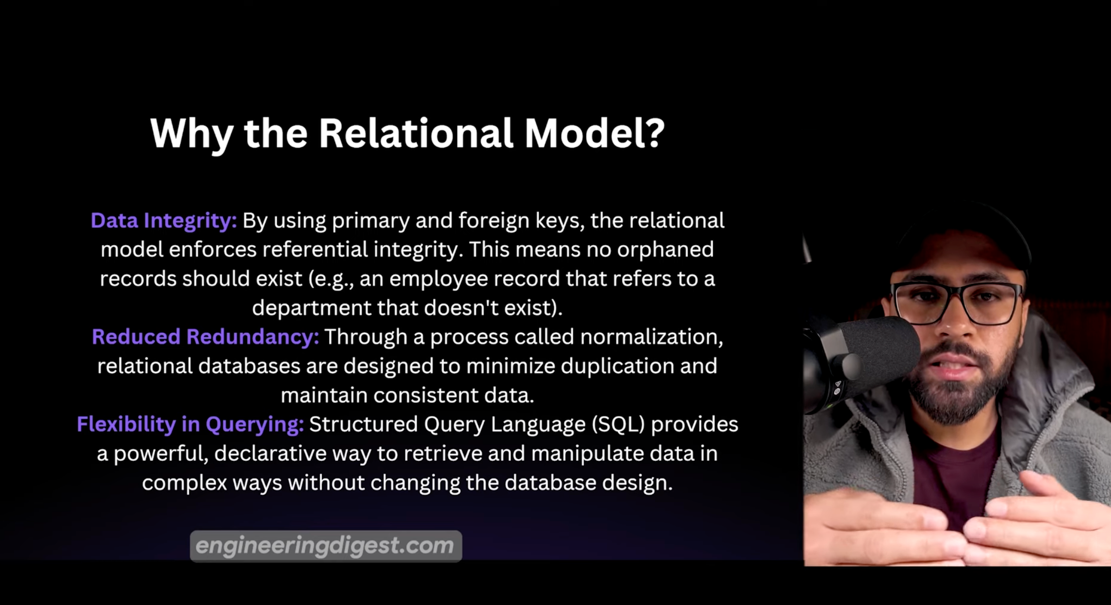 Why the Relational Model?
Data Integrity: By using primary and foreign keys, the relational
model enforces referential integrity. This means no orphaned
records should exist (e.g., an employee record that refers to a
department that doesn't exist).
Reduced Redundancy: Through a process called normalization,
relational databases are designed to minimize duplication and
maintain consistent data.
Flexibility in Querying: Structured Query Language (SQL) provides
a powerful, declarative way to retrieve and manipulate data in
complex ways without changing the database design.
engineeringdigest.com